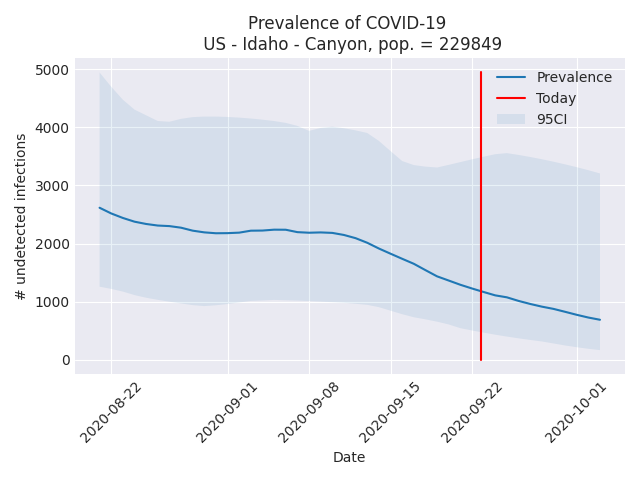 Prevalence of COVID-19
US - Idaho - Canyon, pop. = 229849
5000
4000
3000
2000
1000
0
# undetected infections
Prevalence
Today
95CI
2020-08-22
2020-09-01
2020-09-08
2020-09-15
2020-09-22
2020-10-01
Date